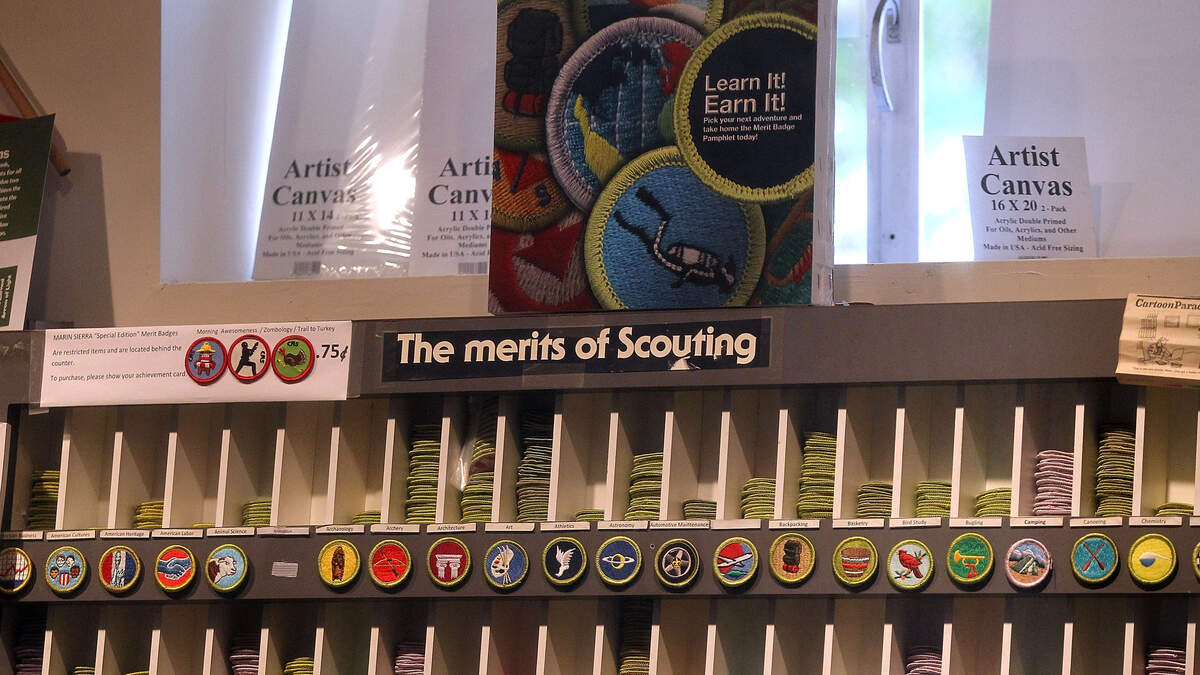 Learn It!
Earn It!
Pick your next adventure and
take home the Merit Badge
Pamphlet today!
Artist
Canvas
11 X 14
Acrylic Double Primed
For Oils, Acrylics, and Other
Mediums
Made in USA - Acid Free Sizing
Arti
Canv
11 X 1
Acrylic Double
For Oils, Acryli
Mediu
Made in USA - A
Artist
Canvas
16 X 20 2 - Pack
Acrylic Double Primed
For Oils, Acrylics, and Other
Mediums
Made in USA - Acid Free Sizing
MARIN SIERRA "Special Edition" Merit Badges
Are restricted items and are located behind the
counter.
To purchase, please show your achievement card.
Morning Awesomeness / Zombology / Trail to Turkey
.75¢
The merits of Scouting
CartoonPara
American Cultures
American Heritage
American Labor
Animal Science
Archaeology
Archery
Architecture
Art
Athletics
Astronomy
Automotive Maintenance
Backpacking
Basketry
Bird Study
Bugling
Camping
Canoeing
Chemistry